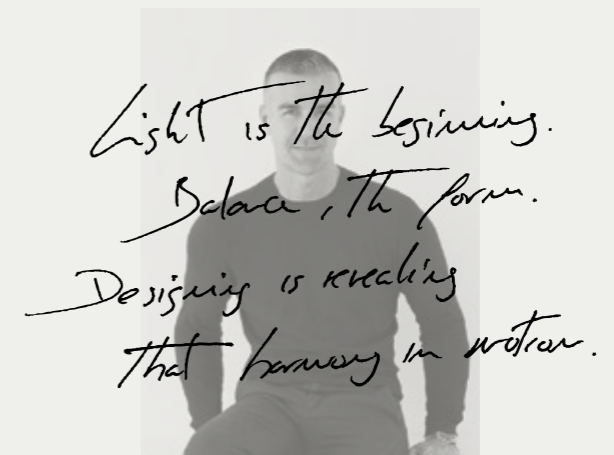 Light is the beginning.
Balance, the form.
Designing is revealing
that harmony in motion.